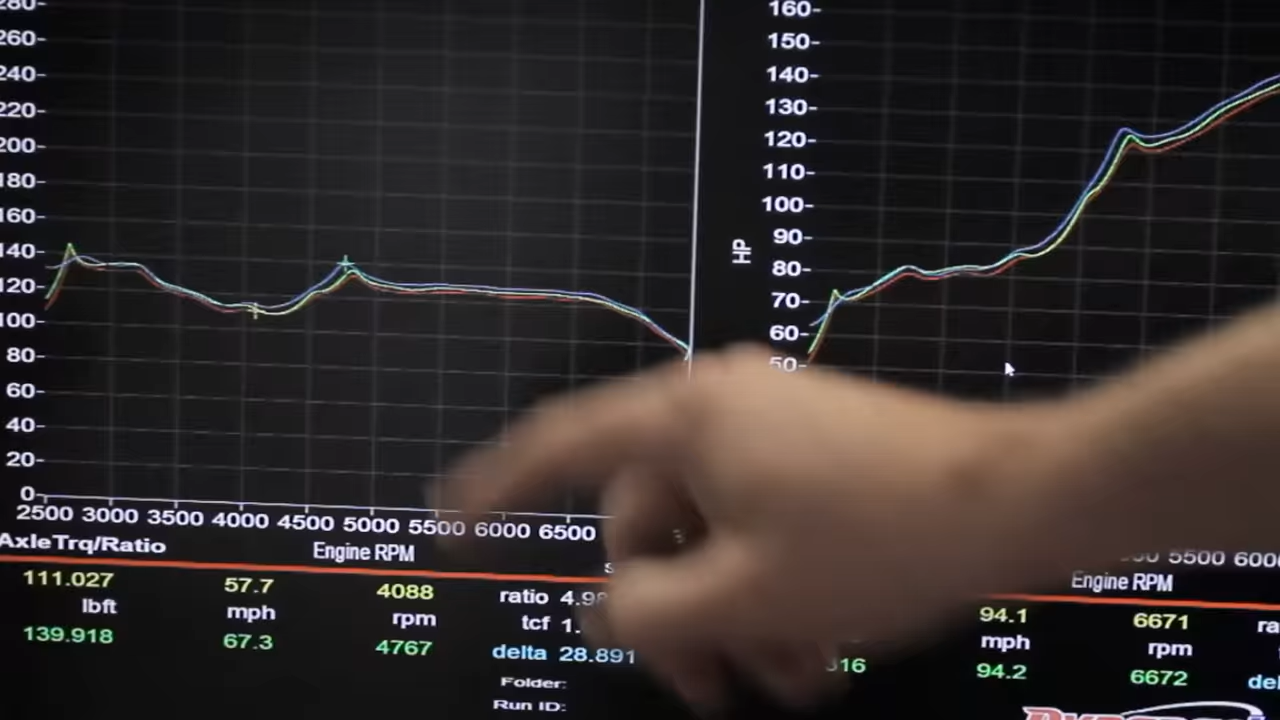 260-
240-
220-
200-
180-
160-
140-
120-
100-
80-
60-
40-
20-
0-
2500 3000 3500 4000 4500 5000 5500 6000 6500
Engine RPM
AxleTrq/Ratio
111.027 57.7 4088 ratio
lbft mph rpm tcf 1.
139.918 67.3 4767 delta 28.891
Folder:
Run ID:
160-
150-
140-
130-
120-
110-
100-
90-
80-
70-
60-
50-
HP
5500
Engine RPM
94.1 6671
mph rpm
94.2 6672